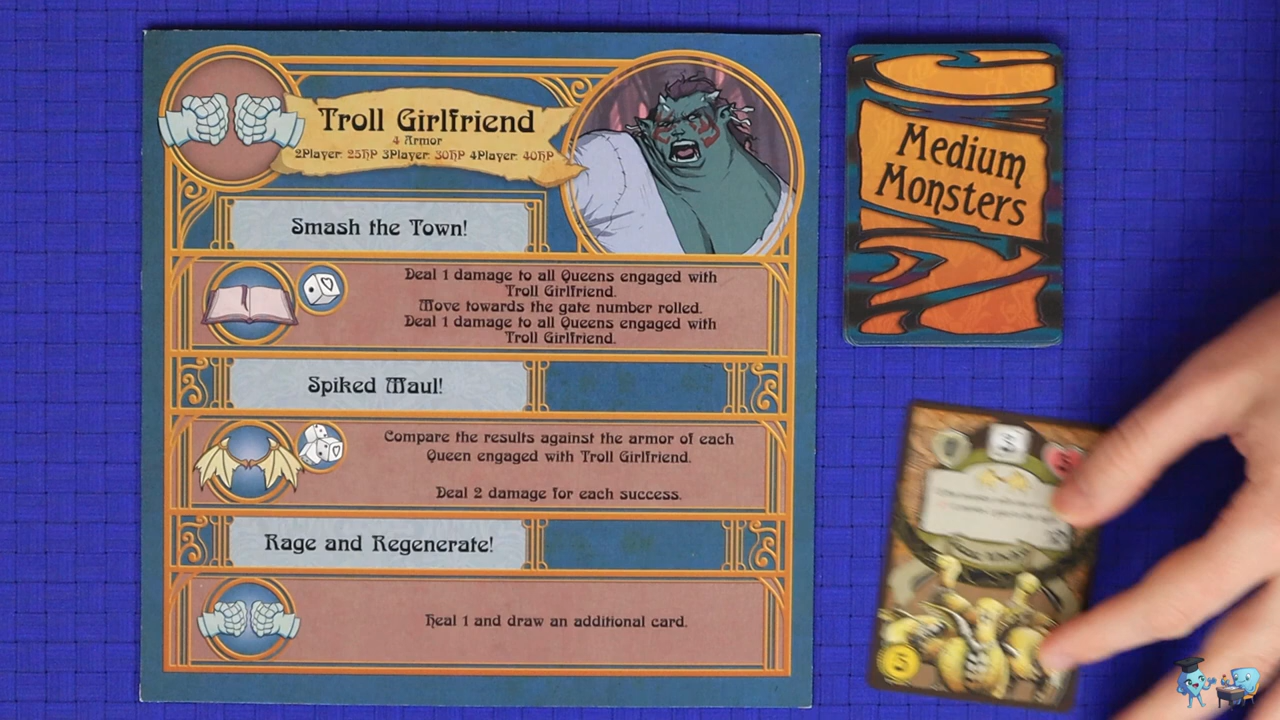 Troll Girlfriend
4 Armor
2Player: 25HP 3Player: 30HP 4Player: 40HP
Smash the Town!
Deal 1 damage to all Queens engaged with
Troll Girlfriend.
Move towards the gate number rolled.
Deal 1 damage to all Queens engaged with
Troll Girlfriend.
Spiked Maul!
Compare the results against the armor of each
Queen engaged with Troll Girlfriend.
Deal 2 damage for each success.
Rage and Regenerate!
Heal 1 and draw an additional card.
Medium
Monsters
5
5